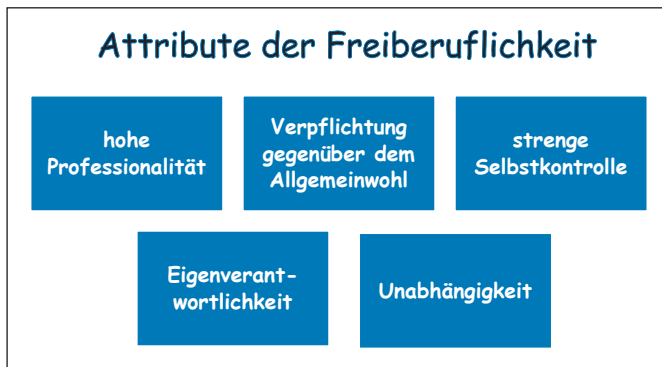 Attribute der Freiberuflichkeit
hohe
Professionalität
Verpflichtung
gegenüber dem
Allgemeinwohl
strenge
Selbstkontrolle
Eigenverant-
wortlichkeit
Unabhängigkeit